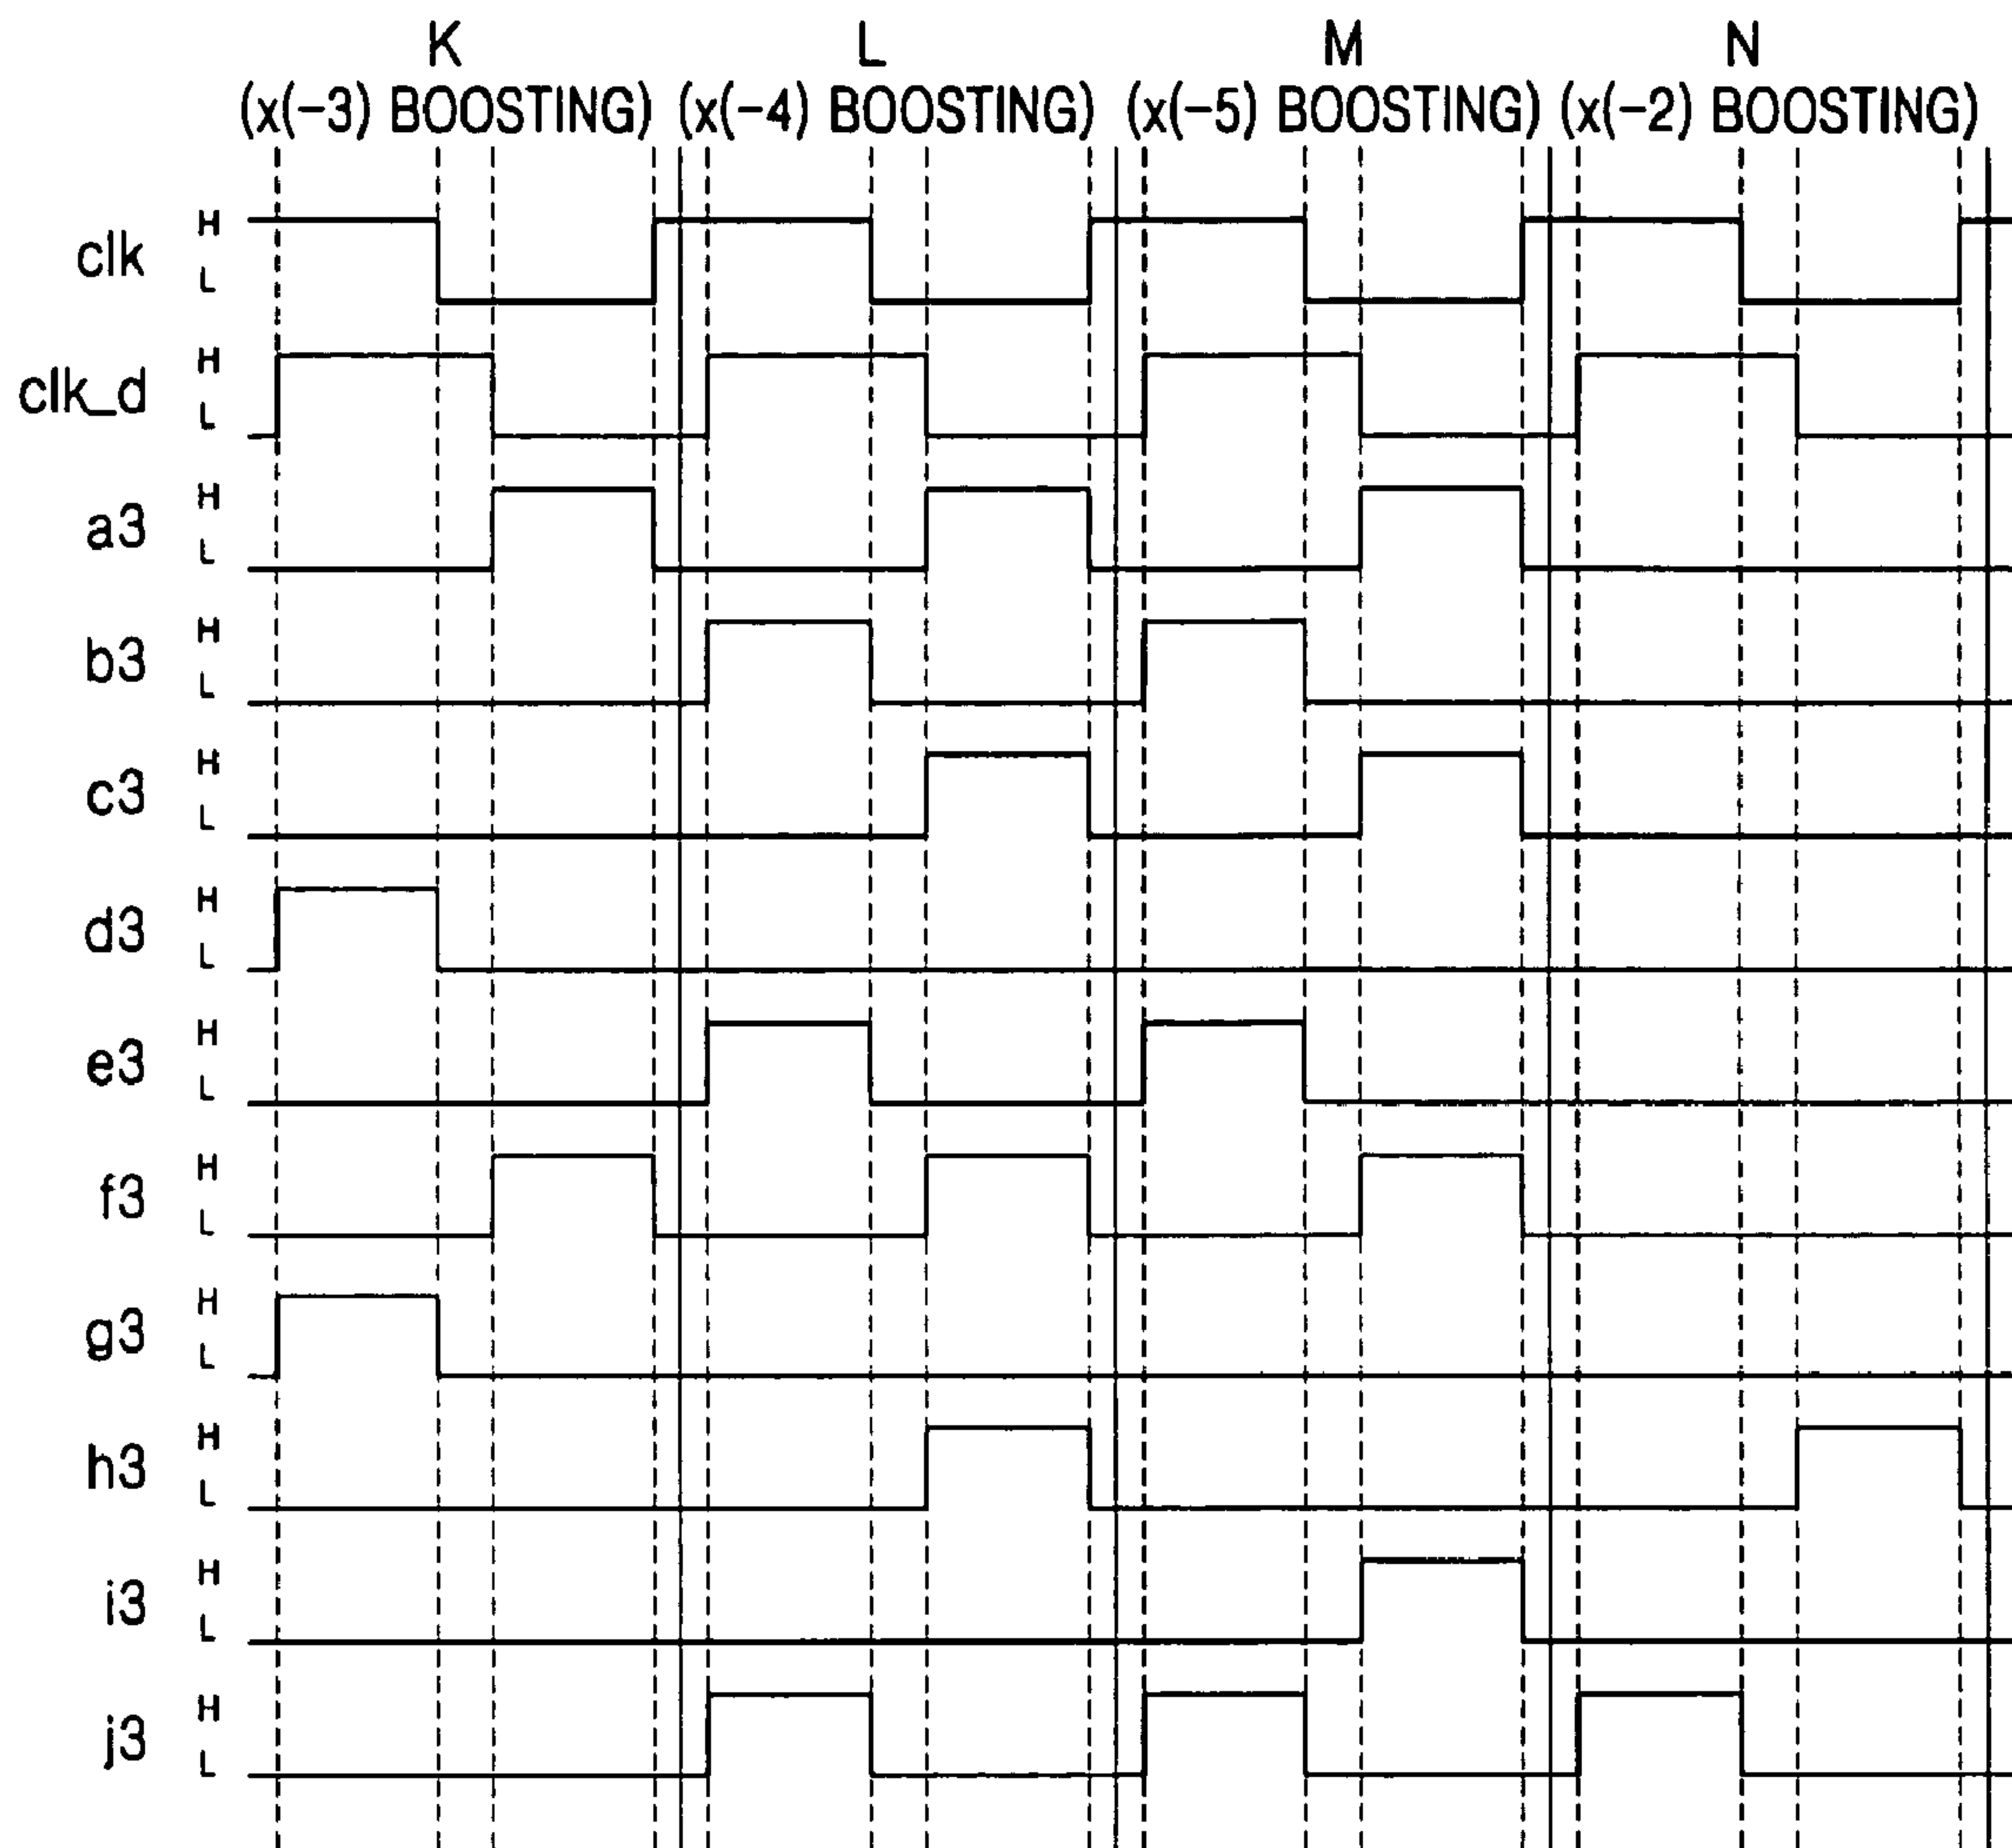 K L M N
(x(-3) BOOSTING) (x(-4) BOOSTING) (x(-5) BOOSTING) (x(-2) BOOSTING)
clk H
L
clk_d H
L
a3 H
L
b3 H
L
c3 H
L
d3 H
L
e3 H
L
f3 H
L
g3 H
L
h3 H
L
i3 H
L
j3 H
L